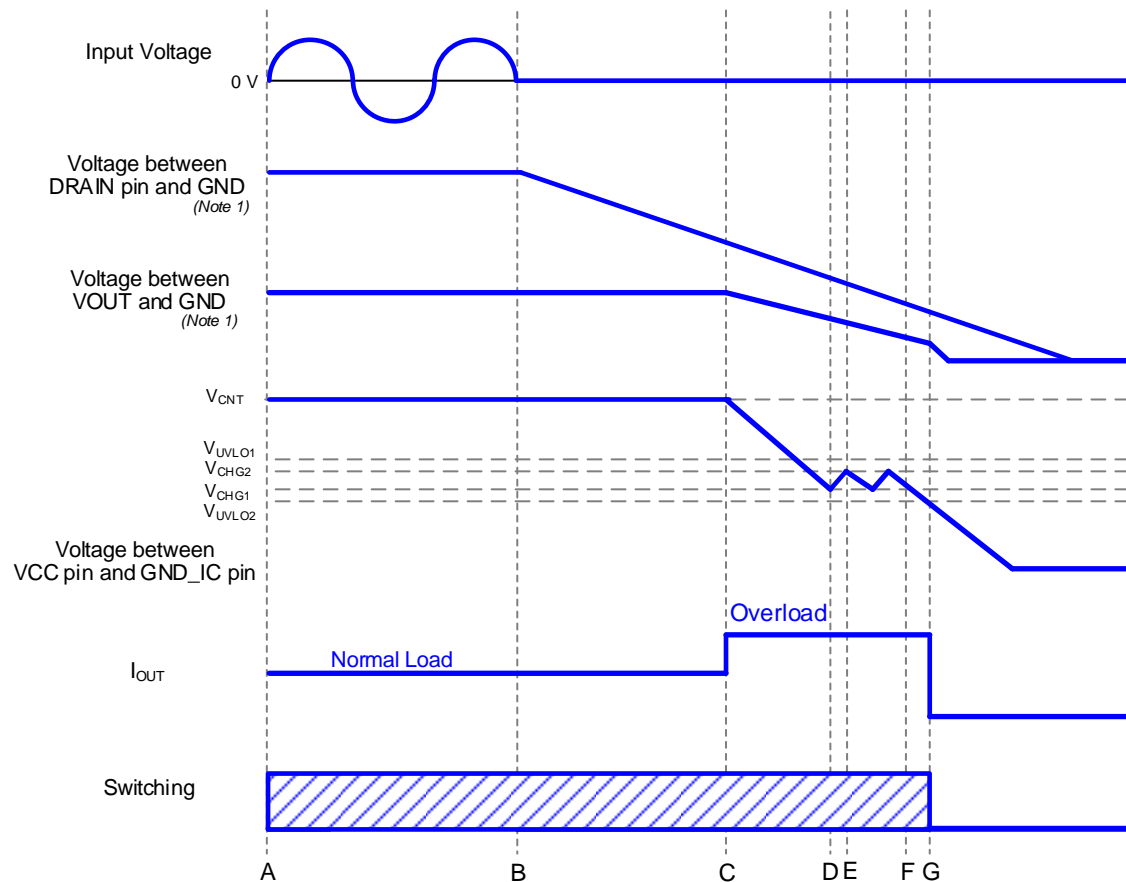 Input Voltage
0 V
Voltage between
DRAIN pin and GND
(Note 1)
Voltage between
VOUT and GND
(Note 1)
VCNT
VUVLO1
VCHG2
VCHG1
VUVLO2
Voltage between
VCC pin and GND_IC pin
Overload
Normal Load
IOUT
Switching
A B C D E F G